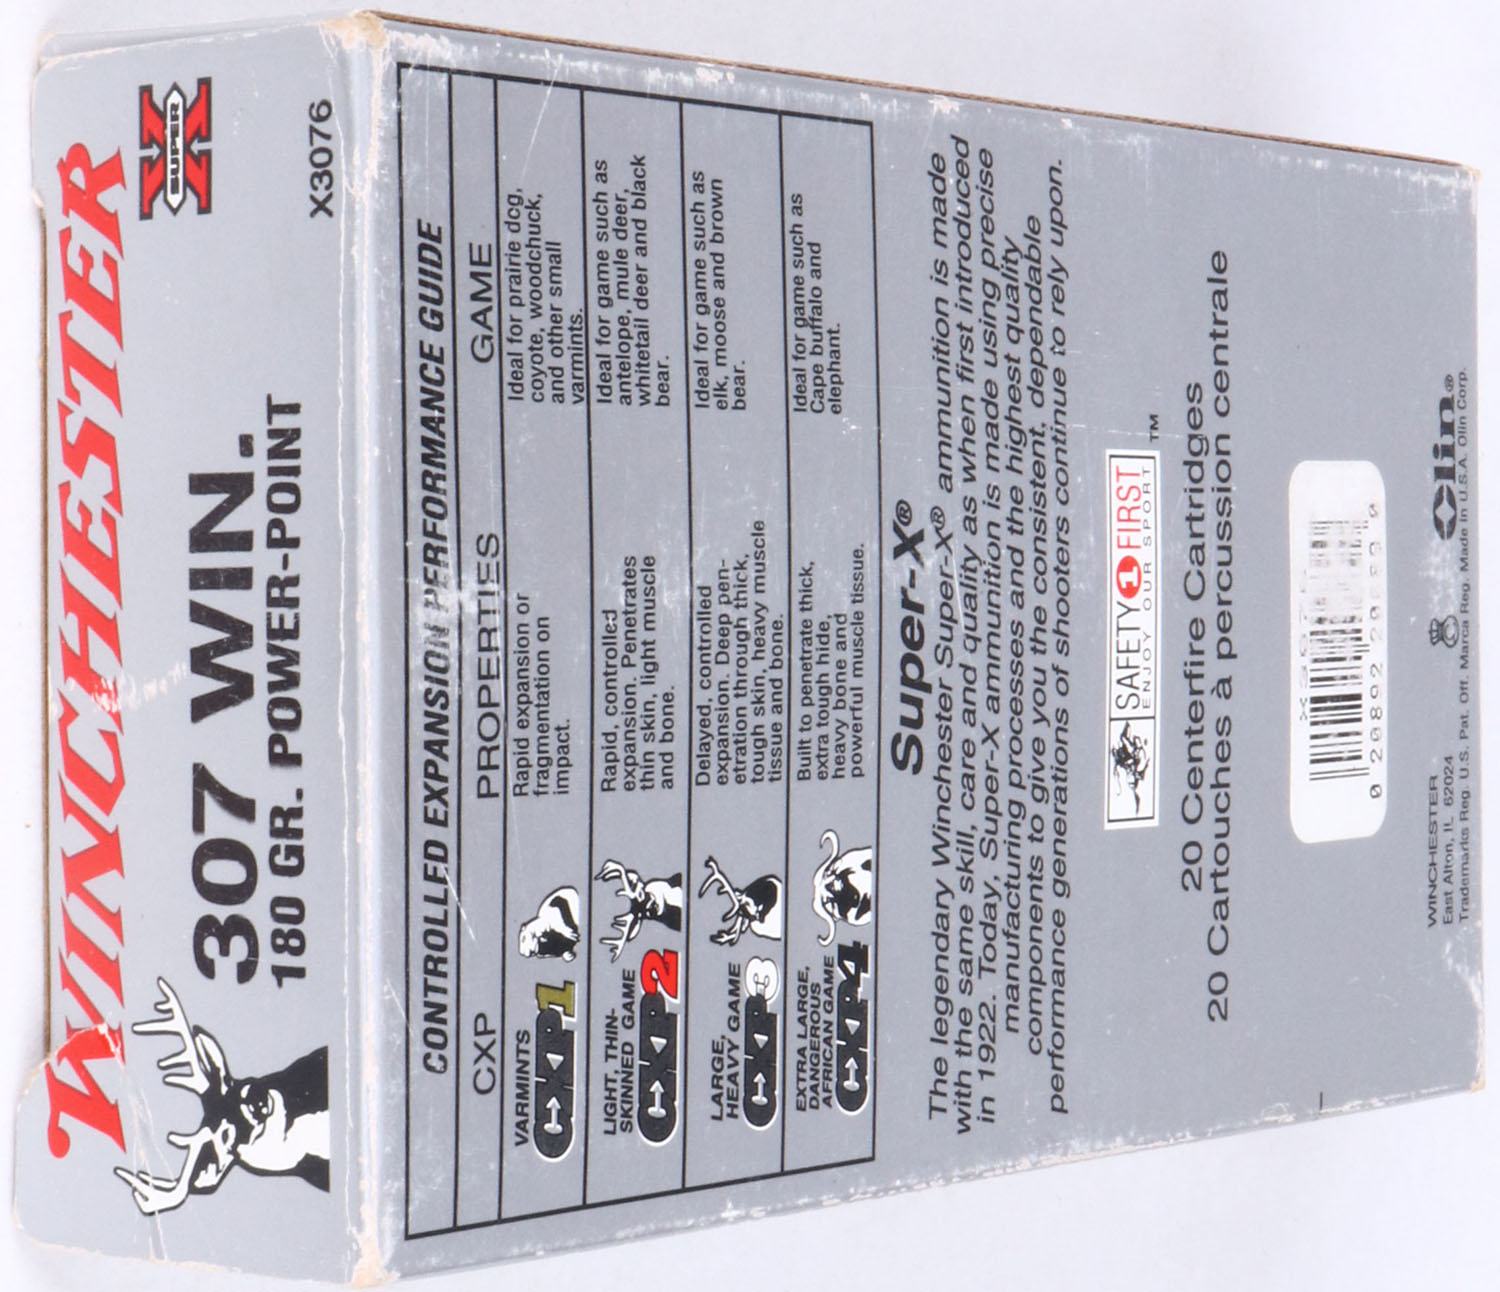 WINCHESTER
SUPER X
307 WIN.
180 GR. POWER-POINT
X3076
CONTROLLED EXPANSION PERFORMANCE GUIDE
CXP PROPERTIES GAME
VARMINTS
CXP1
Rapid expansion or
fragmentation on
impact.
Ideal for prairie dog,
coyote, woodchuck,
and other small
varmints.
LIGHT, THIN-
SKINNED GAME
CXP2
Rapid, controlled
expansion. Penetrates
thin skin, light muscle
and bone.
Ideal for game such as
antelope, mule deer,
whitetail deer and black
bear.
LARGE,
HEAVY GAME
CXP3
Delayed, controlled
expansion. Deep pen-
etration through thick,
tough skin, heavy muscle
tissue and bone.
Ideal for game such as
elk, moose and brown
bear.
EXTRA LARGE,
DANGEROUS
AFRICAN GAME
CXP4
Built to penetrate thick,
extra tough hide,
heavy bone and
powerful muscle tissue.
Ideal for game such as
Cape buffalo and
elephant.
Super-X®
The legendary Winchester Super-X® ammunition is made
with the same skill, care and quality as when first introduced
in 1922. Today, Super-X ammunition is made using precise
manufacturing processes and the highest quality
components to give you the consistent, dependable
performance generations of shooters continue to rely upon.
SAFETY 1 FIRST
ENJOY OUR SPORT
TM
20 Centerfire Cartridges
20 Cartouches à percussion centrale
0 20892
WINCHESTER
East Alton, IL 62024
Trademarks Reg. U.S. Pat. Off. Marca Reg. Made in U.S.A. Olin Corp.
Olin®